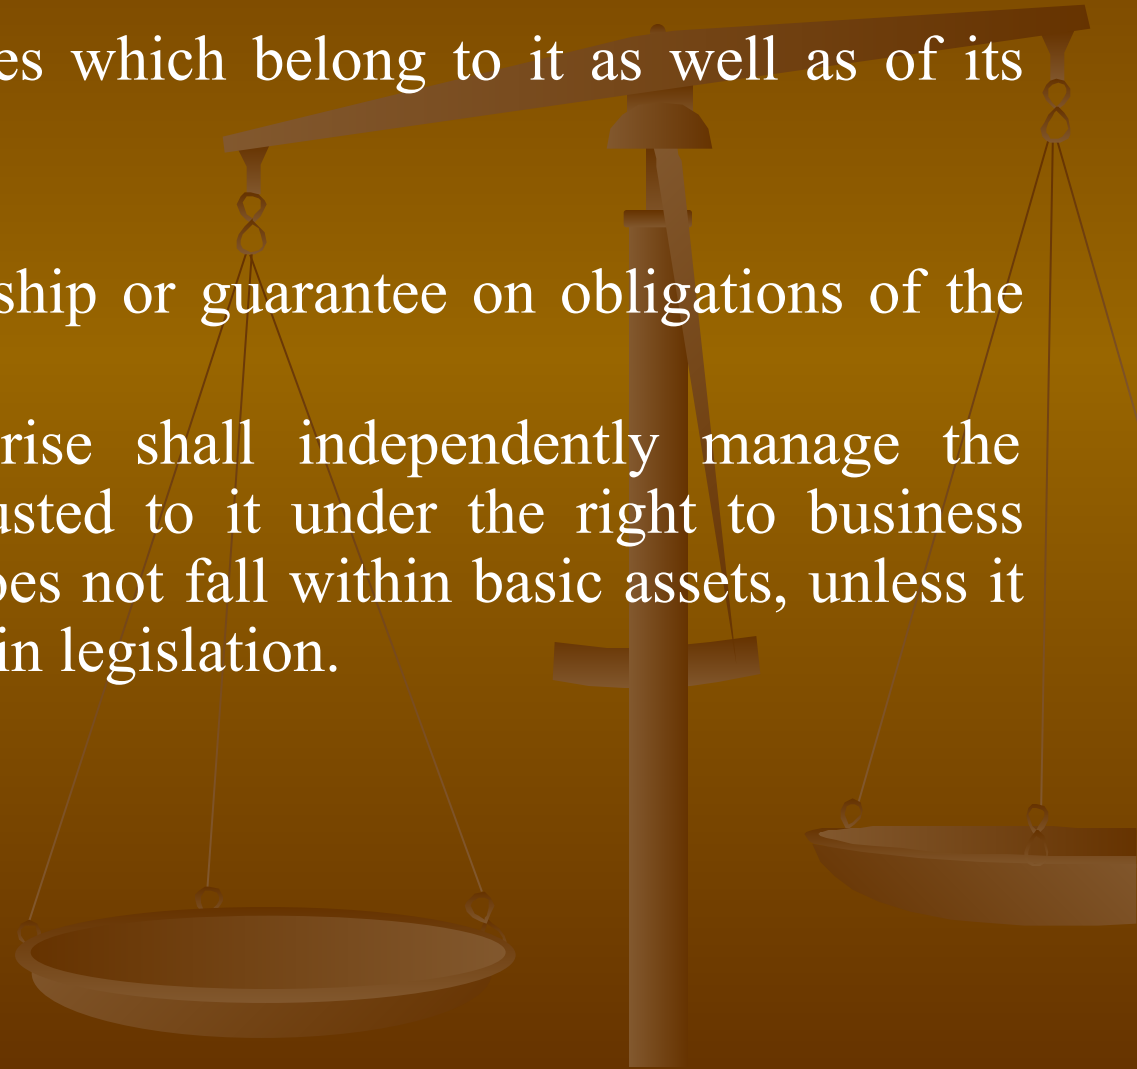 es which belong to it as well as of its
ship or guarantee on obligations of the
rise shall independently manage the
usted to it under the right to business
oes not fall within basic assets, unless it
in legislation.